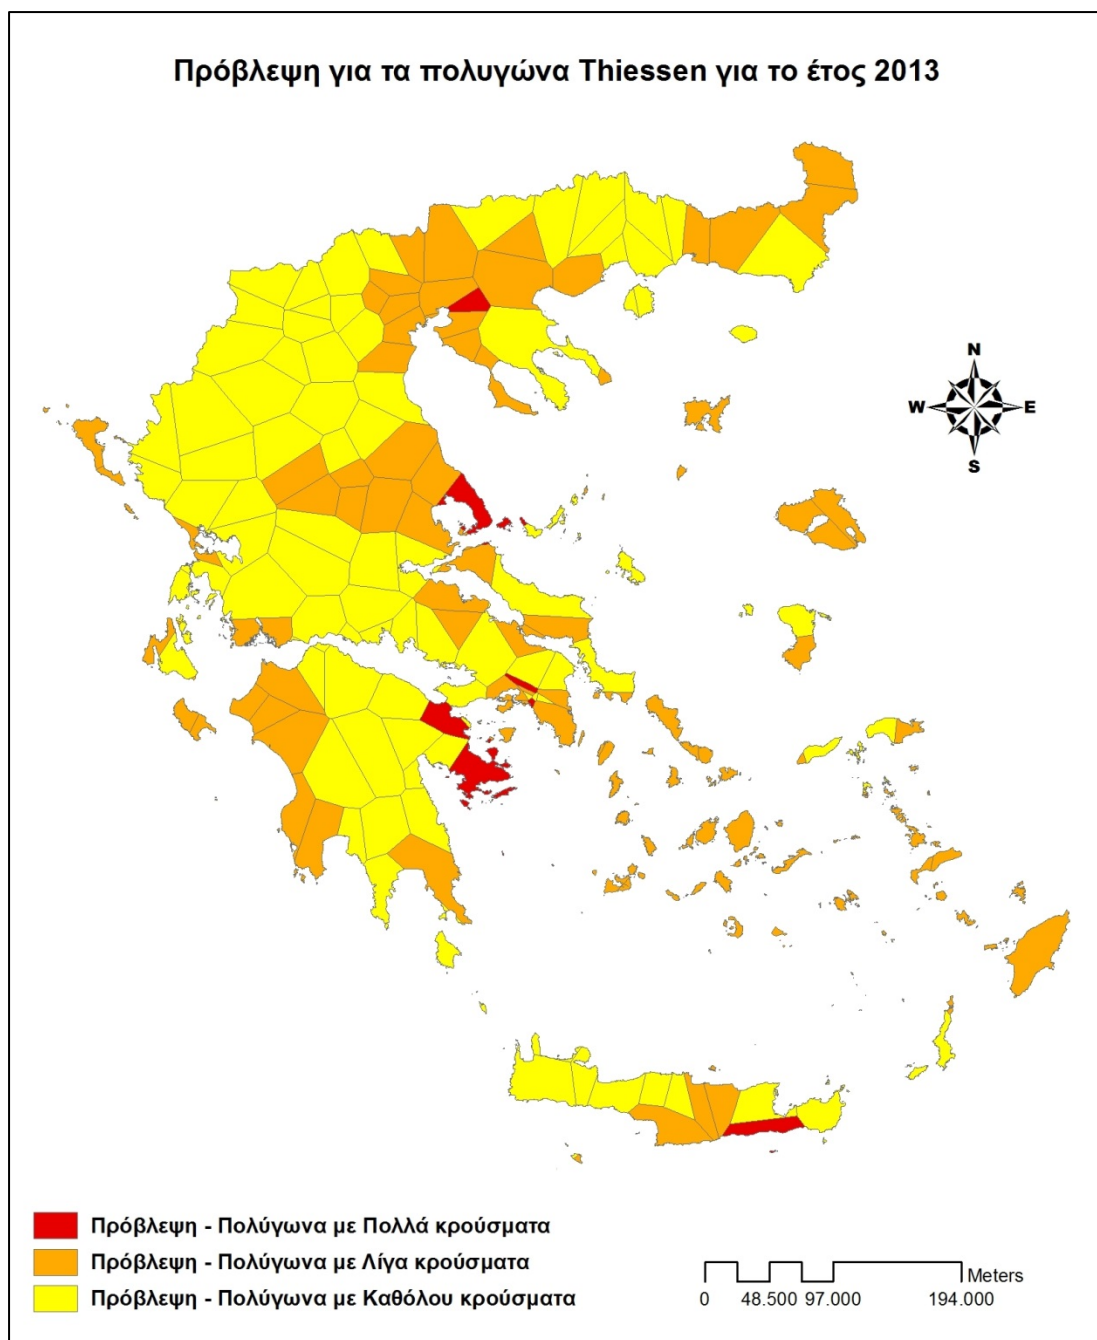 Πρόβλεψη για τα πολυγώνα Thiessen για το έτος 2013
N
W E
S
Πρόβλεψη - Πολύγωνα με Πολλά κρούσματα
Πρόβλεψη - Πολύγωνα με Λίγα κρούσματα
Πρόβλεψη - Πολύγωνα με Καθόλου κρούσματα
Meters
0 48.500 97.000 194.000